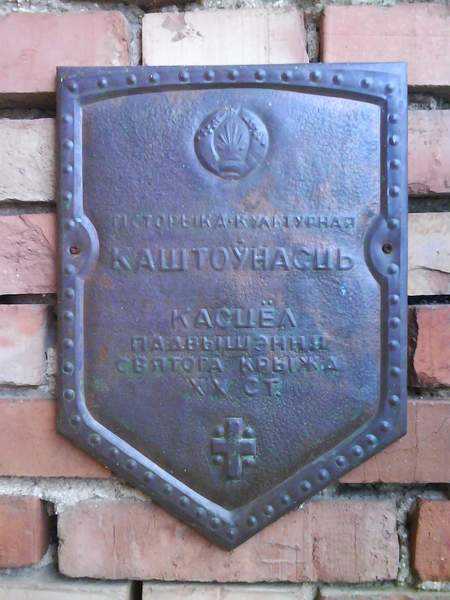 ГІСТОРЫКА-КУЛЬТУРНАЯ
КАШТОЎНАСЦЬ
КАСЦЁЛ
ПАДВЫШЭННЯ
СВЯТОГА КРЫЖА
XX СТ.